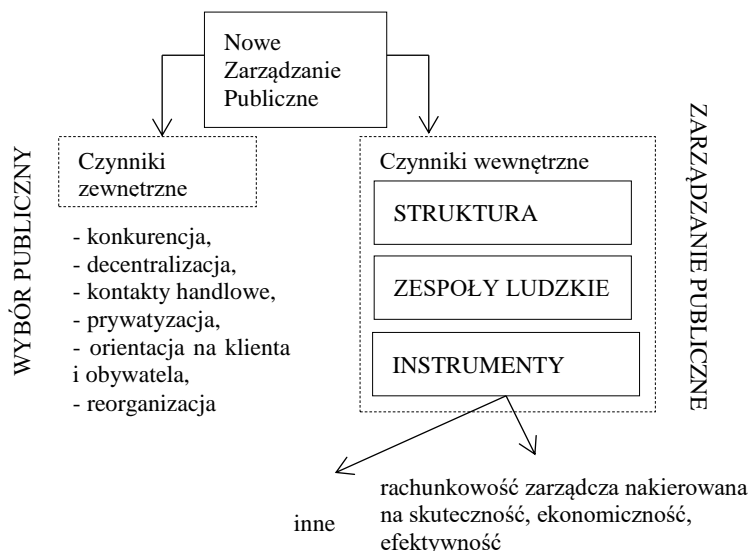 Nowe
Zarządzanie
Publiczne
WYBÓR PUBLICZNY
Czynniki
zewnetrzne
- konkurencja,
- decentralizacja,
- kontakty handlowe,
- prywatyzacja,
- orientacja na klienta
i obywatela,
- reorganizacja
Czynniki wewnętrzne
STRUKTURA
ZESPOŁY LUDZKIE
INSTRUMENTY
ZARZĄDZANIE PUBLICZNE
inne
rachunkowość zarządcza nakierowana
na skuteczność, ekonomiczność,
efektywność